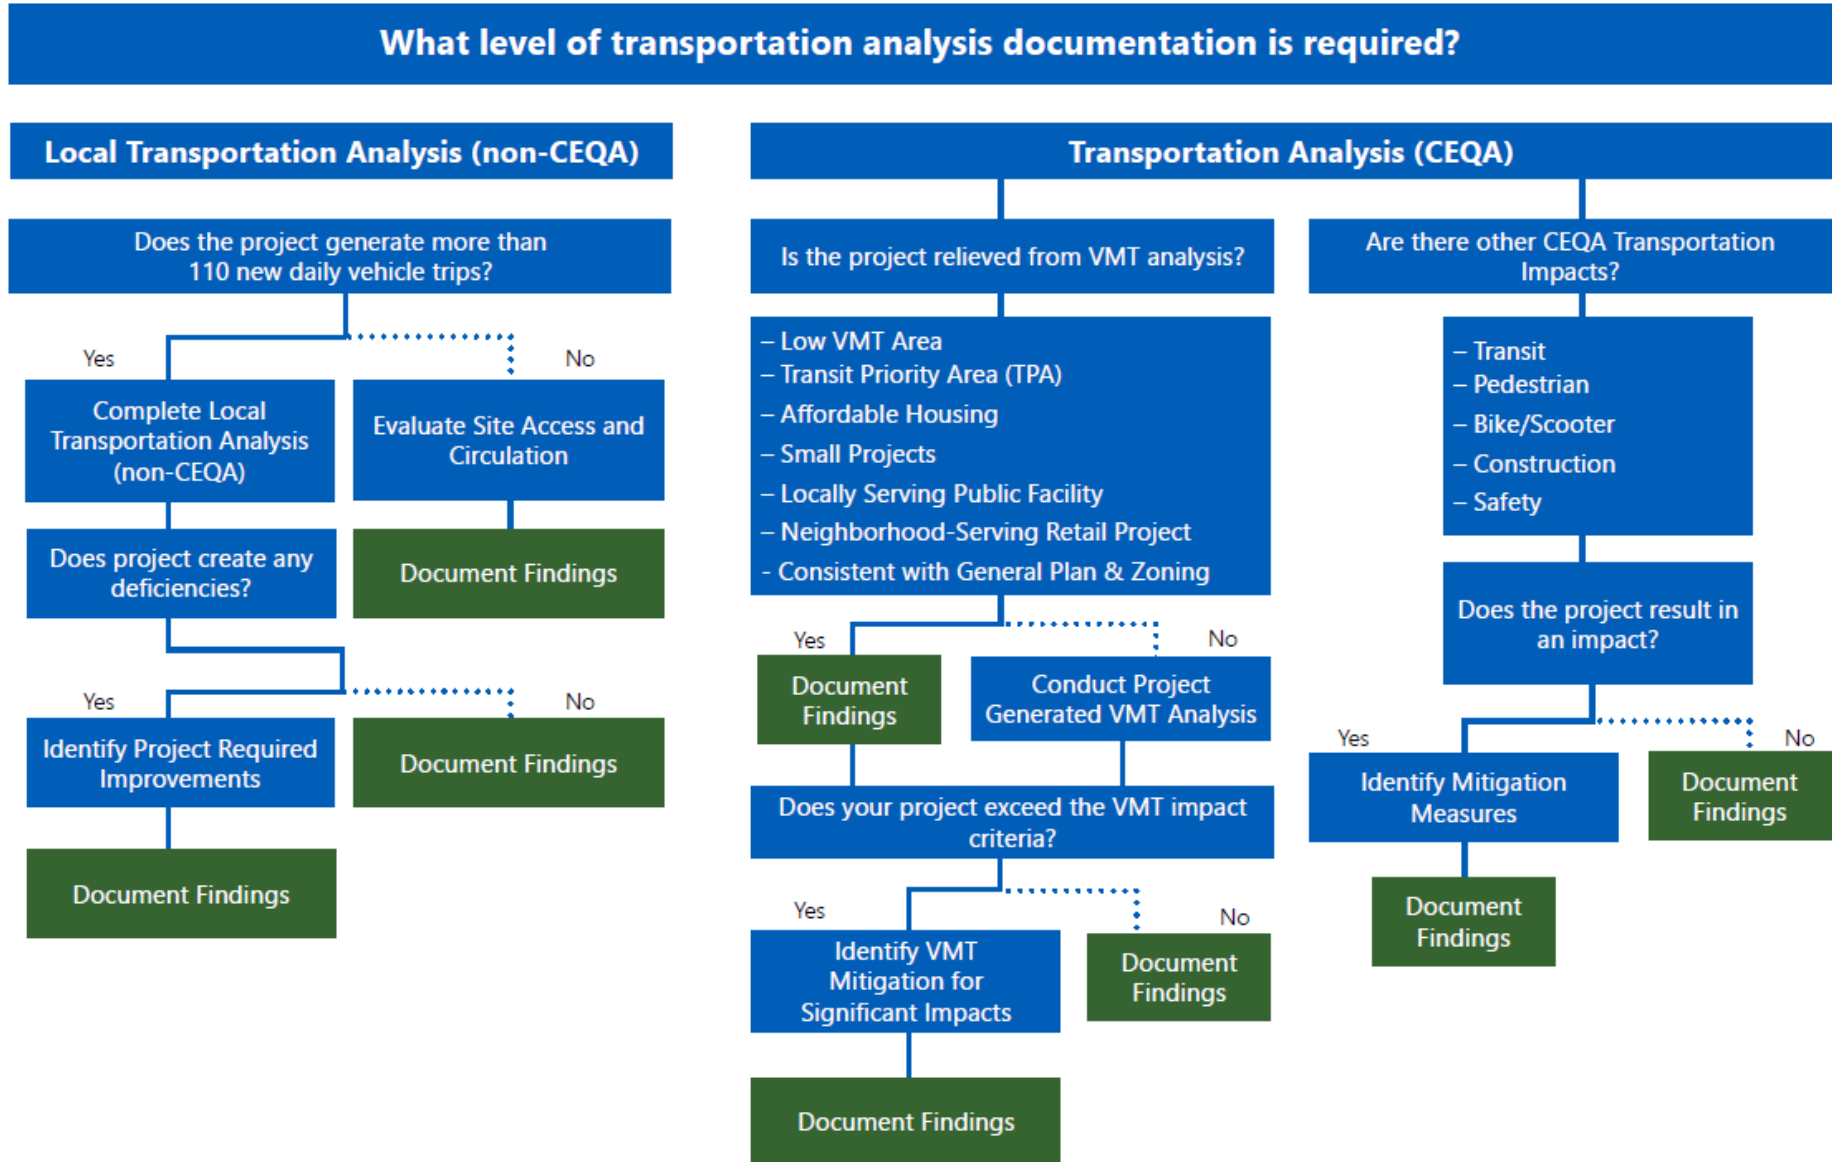 What level of transportation analysis documentation is required?
Local Transportation Analysis (non-CEQA)
Does the project generate more than
110 new daily vehicle trips?
Yes
No
Complete Local
Transportation Analysis
(non-CEQA)
Evaluate Site Access and
Circulation
Does project create any
deficiencies?
Document Findings
Yes
No
Identify Project Required
Improvements
Document Findings
Document Findings
Transportation Analysis (CEQA)
Is the project relieved from VMT analysis?
– Low VMT Area
– Transit Priority Area (TPA)
– Affordable Housing
– Small Projects
– Locally Serving Public Facility
– Neighborhood-Serving Retail Project
- Consistent with General Plan & Zoning
Yes
No
Document
Findings
Conduct Project
Generated VMT Analysis
Does your project exceed the VMT impact
criteria?
Yes
No
Identify VMT
Mitigation for
Significant Impacts
Document
Findings
Document Findings
Are there other CEQA Transportation
Impacts?
– Transit
– Pedestrian
– Bike/Scooter
– Construction
– Safety
Does the project result in
an impact?
Yes
No
Identify Mitigation
Measures
Document
Findings
Document
Findings